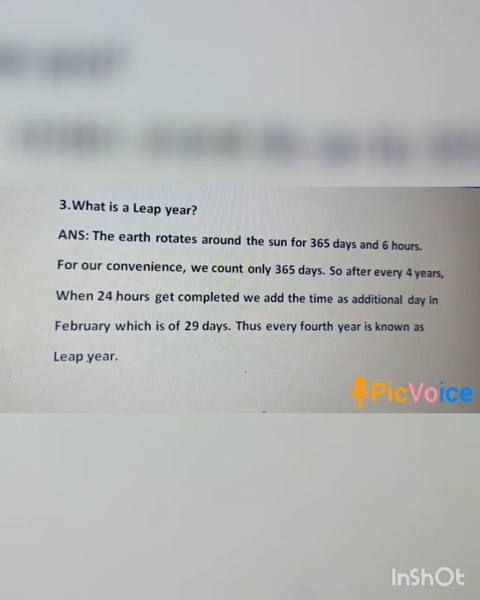 3.What is a Leap year?
ANS: The earth rotates around the sun for 365 days and 6 hours.
For our convenience, we count only 365 days. So after every 4 years,
When 24 hours get completed we add the time as additional day in
February which is of 29 days. Thus every fourth year is known as
Leap year.
PicVoice
InShOt